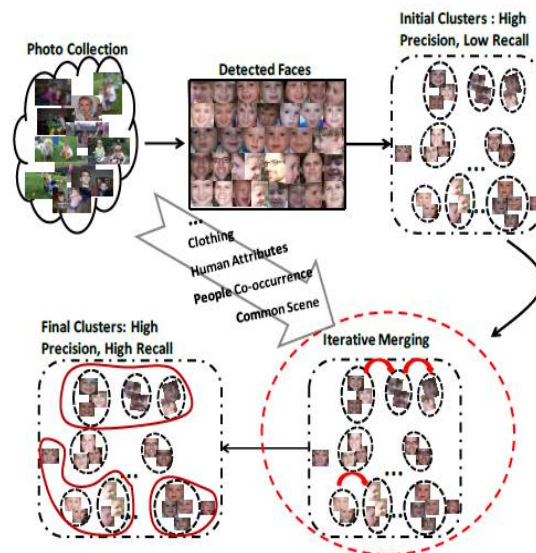 Photo Collection
Detected Faces
Initial Clusters : High
Precision, Low Recall
...
...
Clothing
Human Attributes
People Co-occurrence
Common Scene
Final Clusters: High
Precision, High Recall
Iterative Merging
...
...
...
...